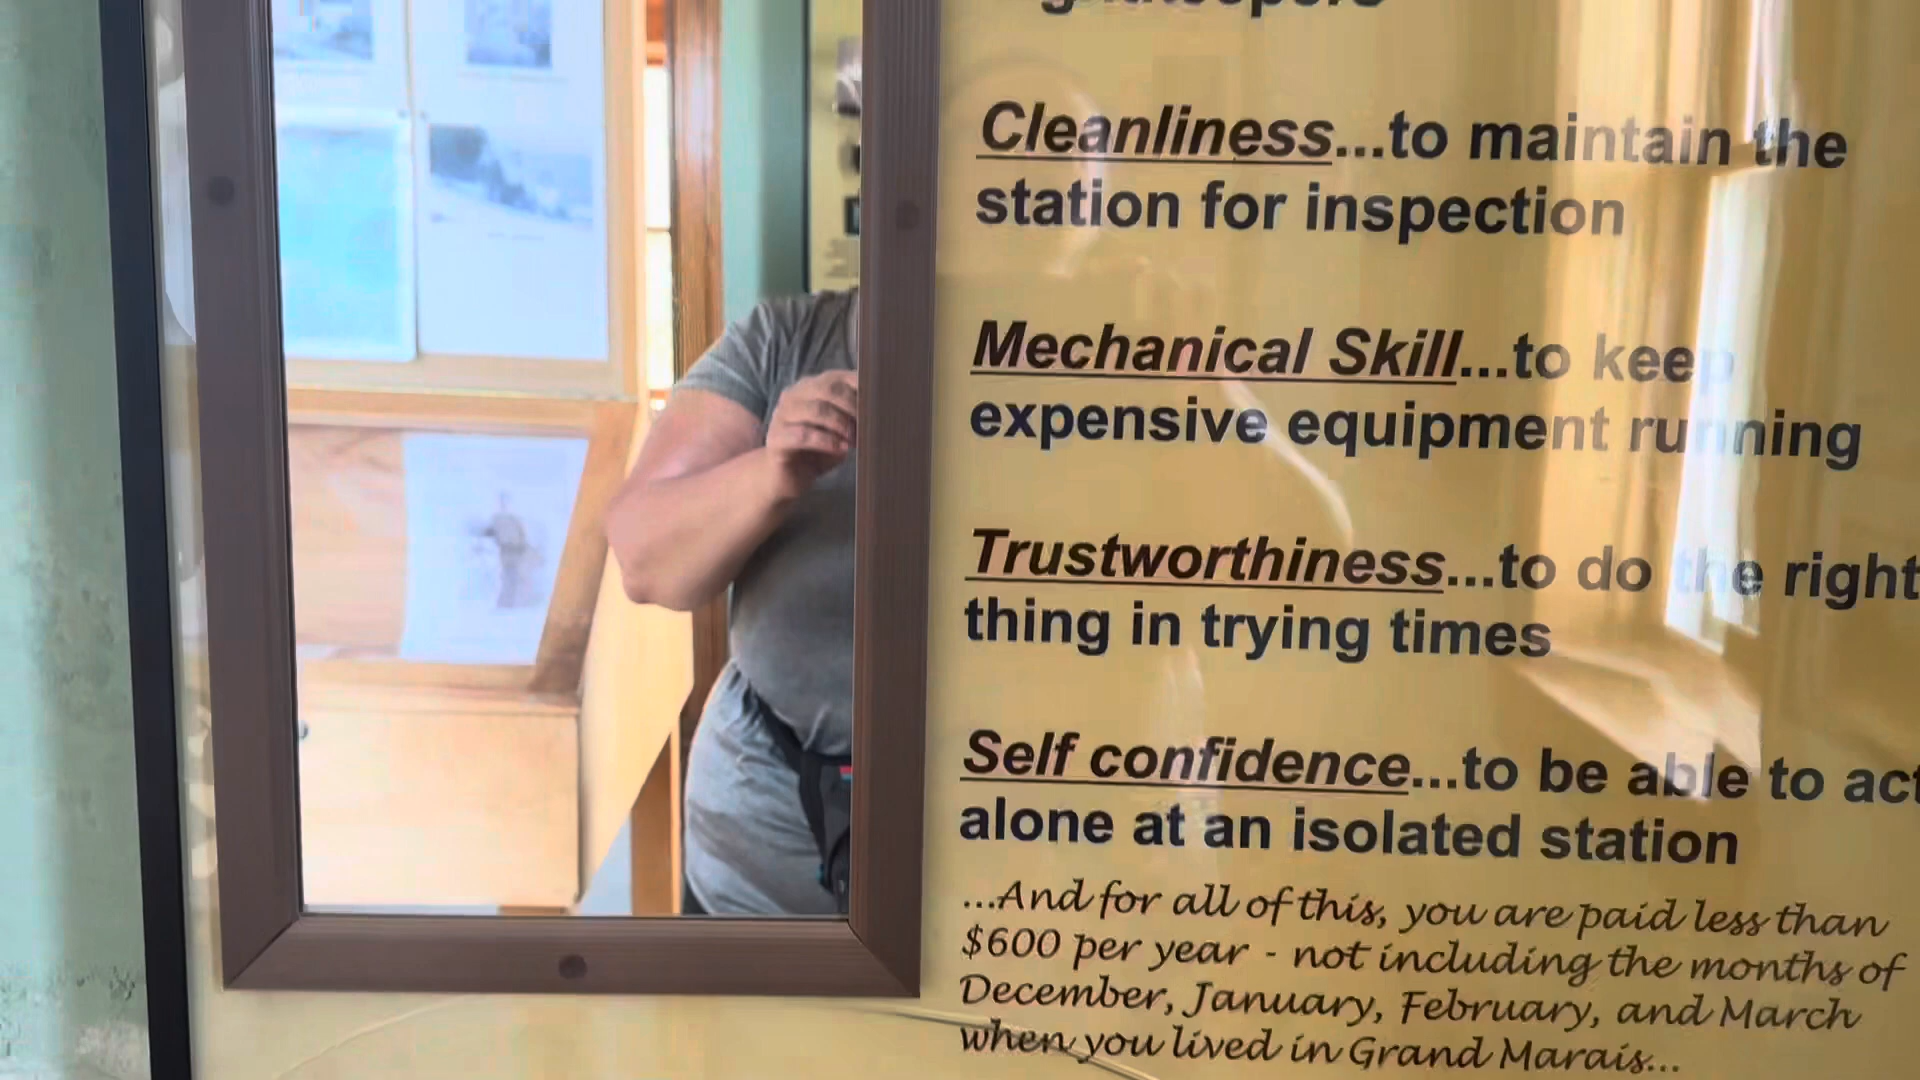 Cleanliness...to maintain the
station for inspection
Mechanical Skill...to keep
expensive equipment running
Trustworthiness...to do the right
thing in trying times
Self confidence...to be able to act
alone at an isolated station
...And for all of this, you are paid less than
$600 per year - not including the months of
December, January, February, and March
when you lived in Grand Marais...